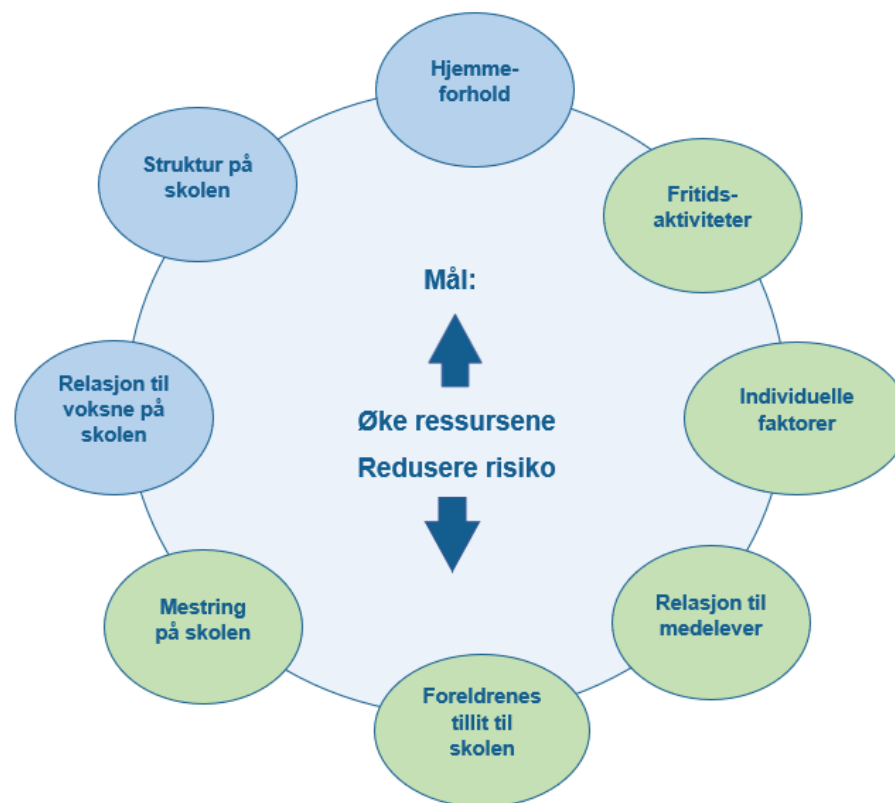 Hjemme-
forhold
Fritids-
aktiviteter
Individuelle
faktorer
Relasjon til
medelever
Foreldrenes
tillit til
skolen
Mestring
på skolen
Relasjon til
voksne på
skolen
Struktur på
skolen
Mål:
Øke ressursene
Redusere risiko